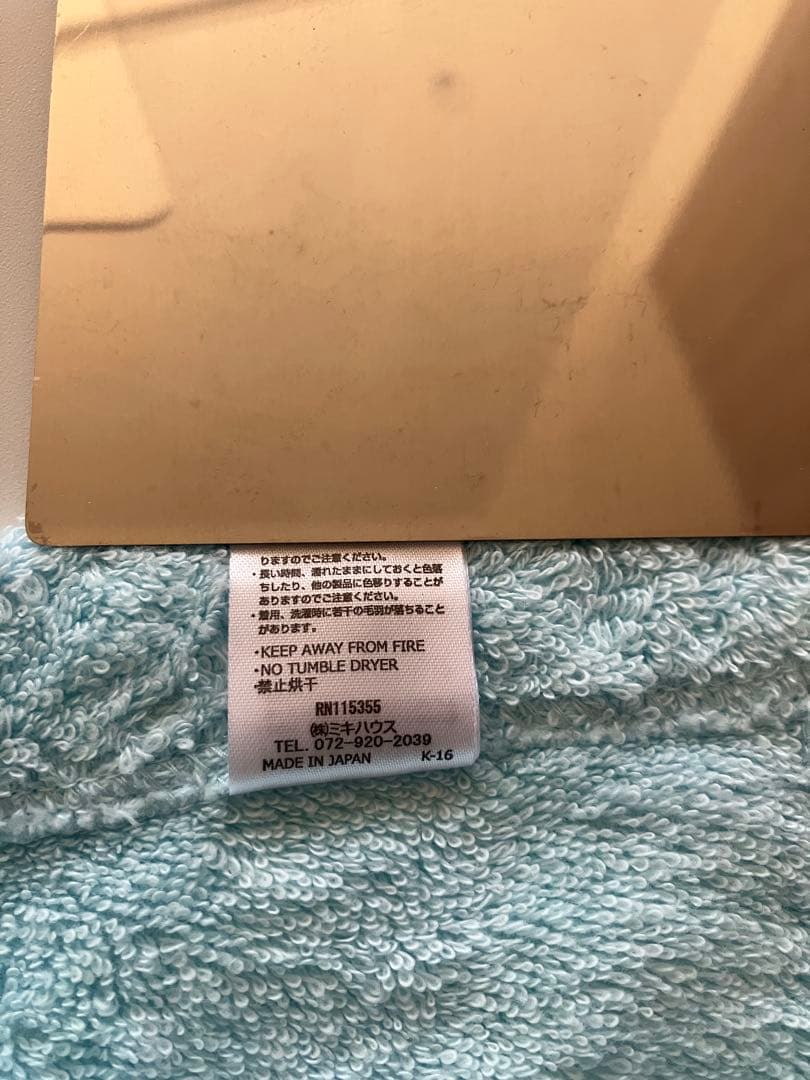 りますのでご注意ください。
・長い時間、濡れたままにしておくと色落
ちしたり、他の製品に色移りすることが
ありますのでご注意ください。
・着用、洗濯時に若干の毛羽が落ちること
があります。
・KEEP AWAY FROM FIRE
・NO TUMBLE DRYER
・禁止烘干
RN115355
㈱ミキハウス
TEL. 072-920-2039
MADE IN JAPAN K-16